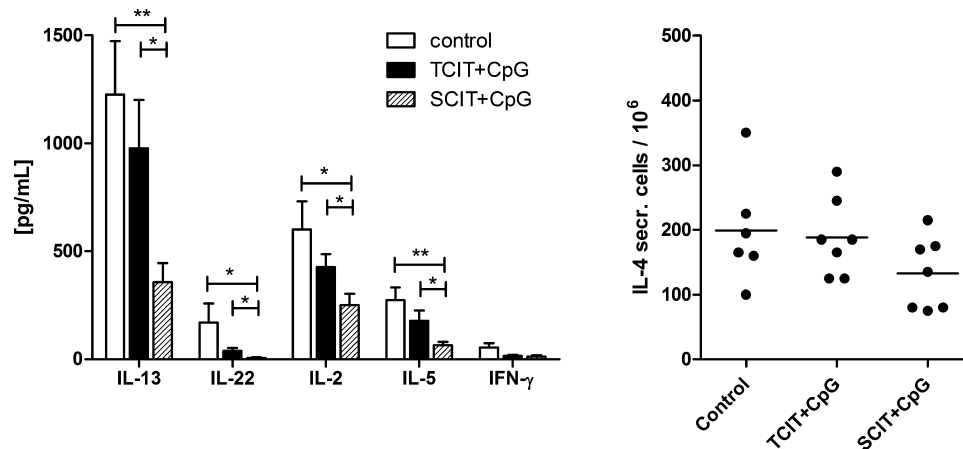 **
*
1500
1000
500
0
[pg/mL]
control
TCIT+CpG
SCIT+CpG
*
*
*
*
**
*
IL-13 IL-22 IL-2 IL-5 IFN-γ
500
400
300
200
100
0
IL-4 secr. cells / 10⁶
Control
TCIT+CpG
SCIT+CpG